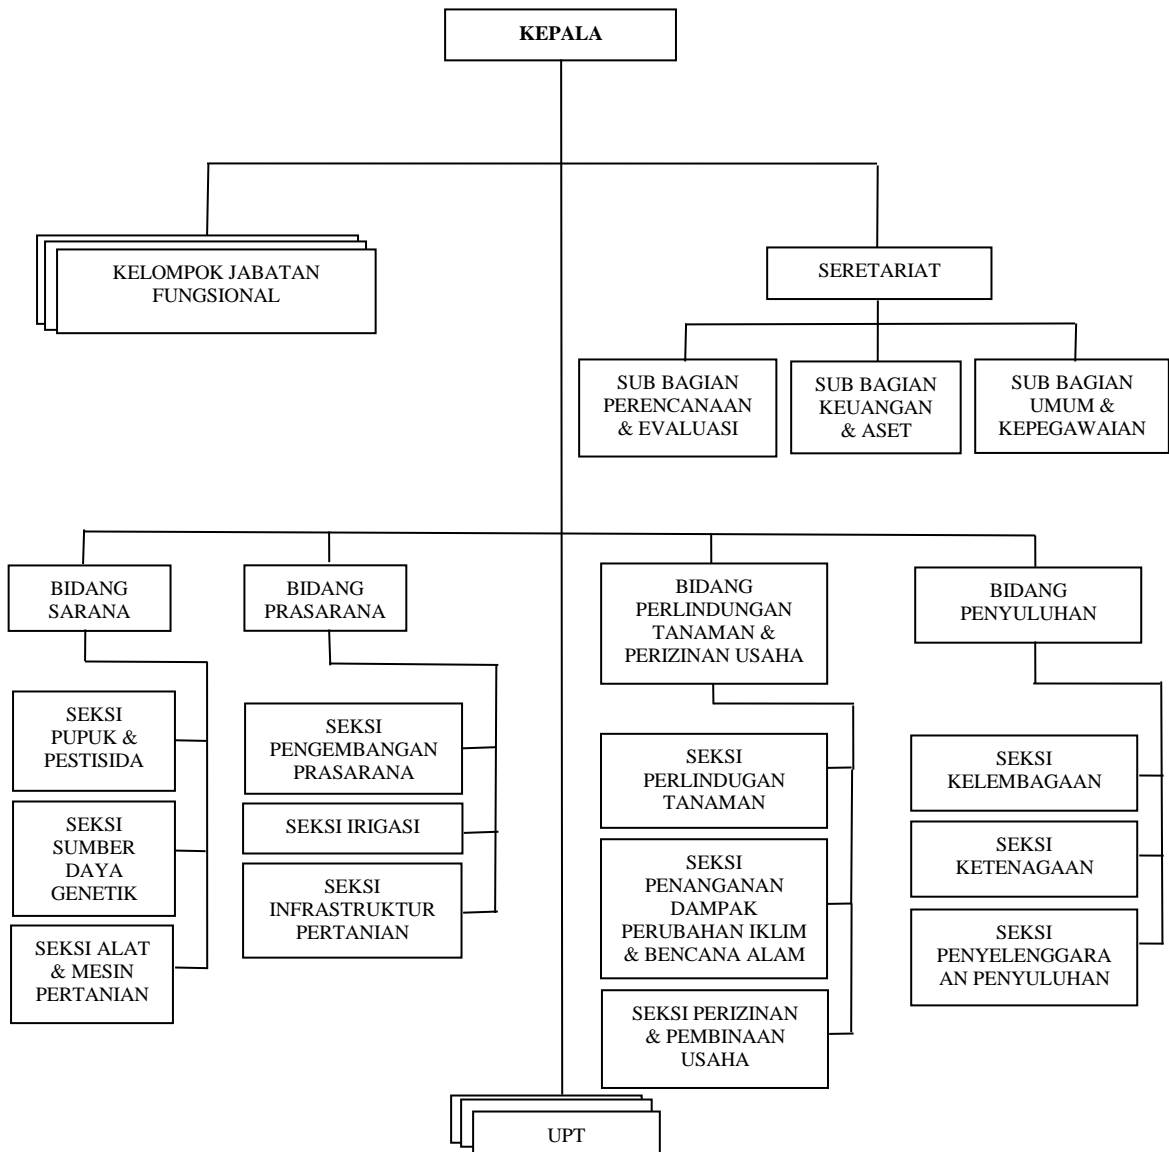 KEPALA
KELOMPOK JABATAN
FUNGSIONAL
SERETARIAT
SUB BAGIAN
PERENCANAAN
& EVALUASI
SUB BAGIAN
KEUANGAN
& ASET
SUB BAGIAN
UMUM &
KEPEGAWAIAN
BIDANG
SARANA
BIDANG
PRASARANA
BIDANG
PERLINDUNGAN
TANAMAN &
PERIZINAN USAHA
BIDANG
PENYULUHAN
SEKSI
PUPUK &
PESTISIDA
SEKSI
SUMBER
DAYA
GENETIK
SEKSI ALAT
& MESIN
PERTANIAN
SEKSI
PENGEMBANGAN
PRASARANA
SEKSI IRIGASI
SEKSI
INFRASTRUKTUR
PERTANIAN
SEKSI
PERLINDUGAN
TANAMAN
SEKSI
PENANGANAN
DAMPAK
PERUBAHAN IKLIM
& BENCANA ALAM
SEKSI PERIZINAN
& PEMBINAAN
USAHA
SEKSI
KELEMBAGAAN
SEKSI
KETENAGAAN
SEKSI
PENYELENGGARA
AN PENYULUHAN
UPT